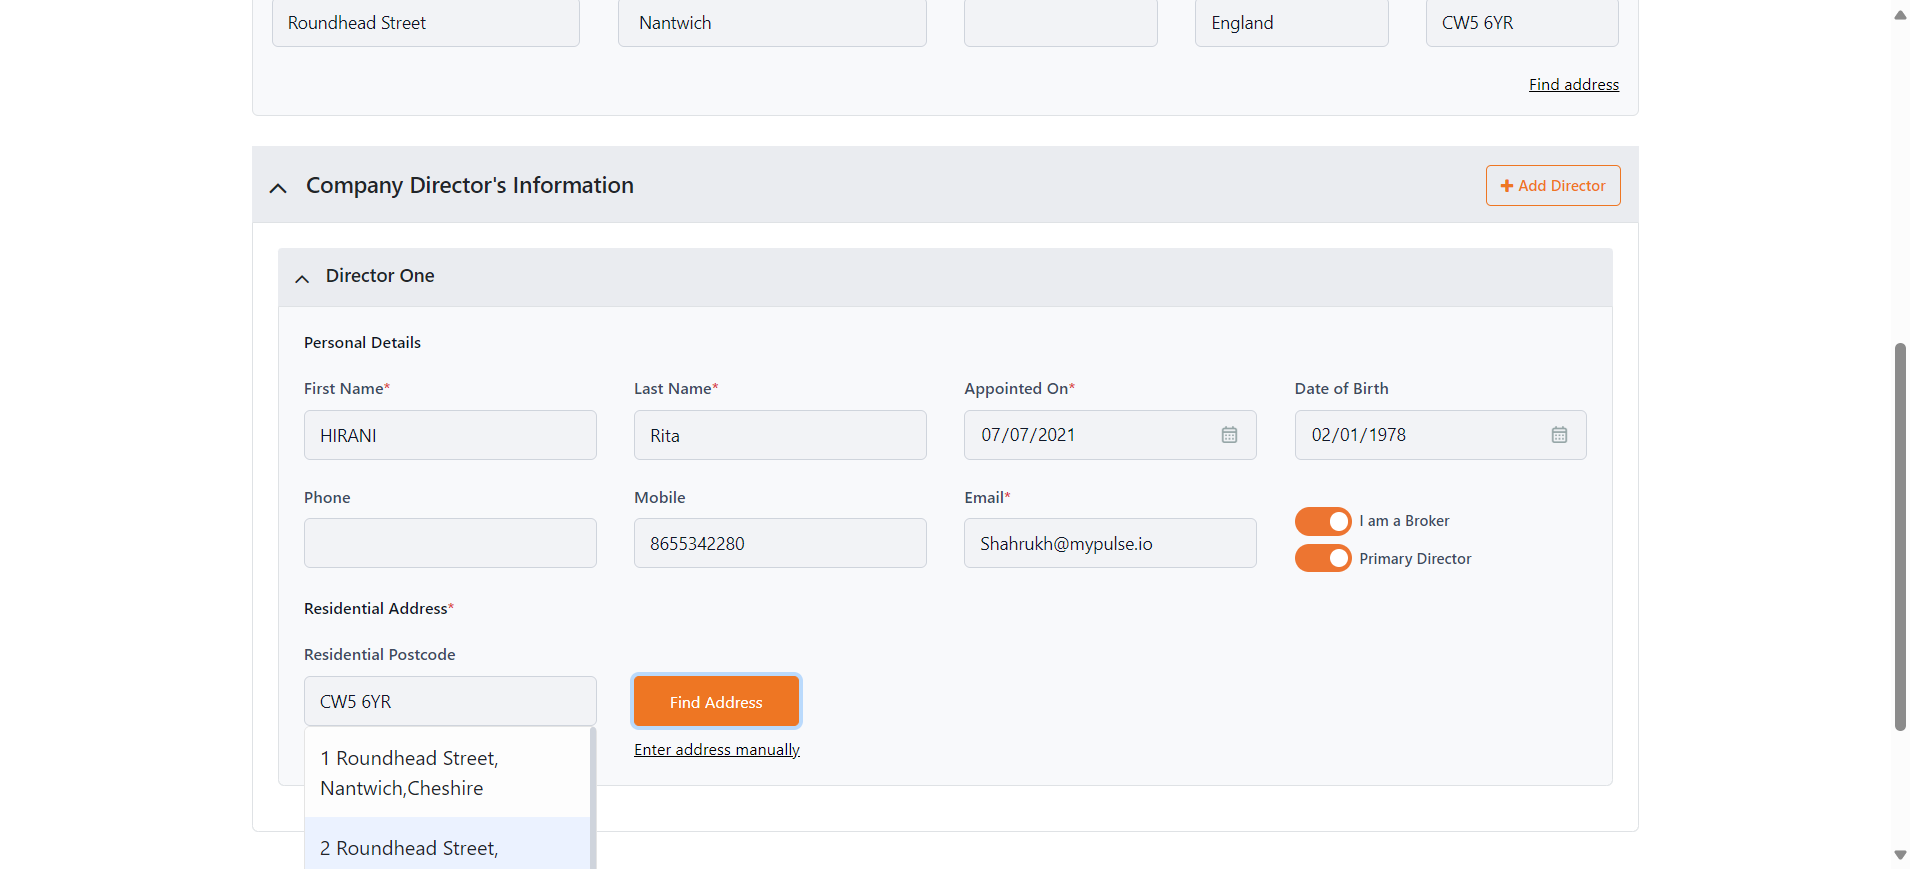 Roundhead Street
Nantwich
England
CW5 6YR
Find address
Company Director's Information
+ Add Director
Director One
Personal Details
First Name*
Last Name*
Appointed On*
Date of Birth
HIRANI
Rita
07/07/2021
02/01/1978
Phone
Mobile
Email*
8655342280
Shahrukh@mypulse.io
I am a Broker
Primary Director
Residential Address*
Residential Postcode
CW5 6YR
Find Address
Enter address manually
1 Roundhead Street,
Nantwich,Cheshire
2 Roundhead Street,